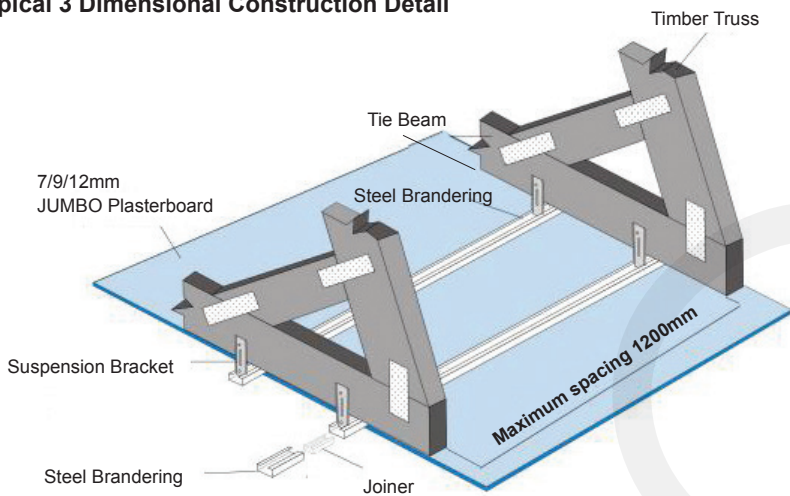 pical 3 Dimensional Construction Detail
Timber Truss
Tie Beam
7/9/12mm
JUMBO Plasterboard
Steel Brandering
Suspension Bracket
Maximum spacing 1200mm
Steel Brandering
Joiner